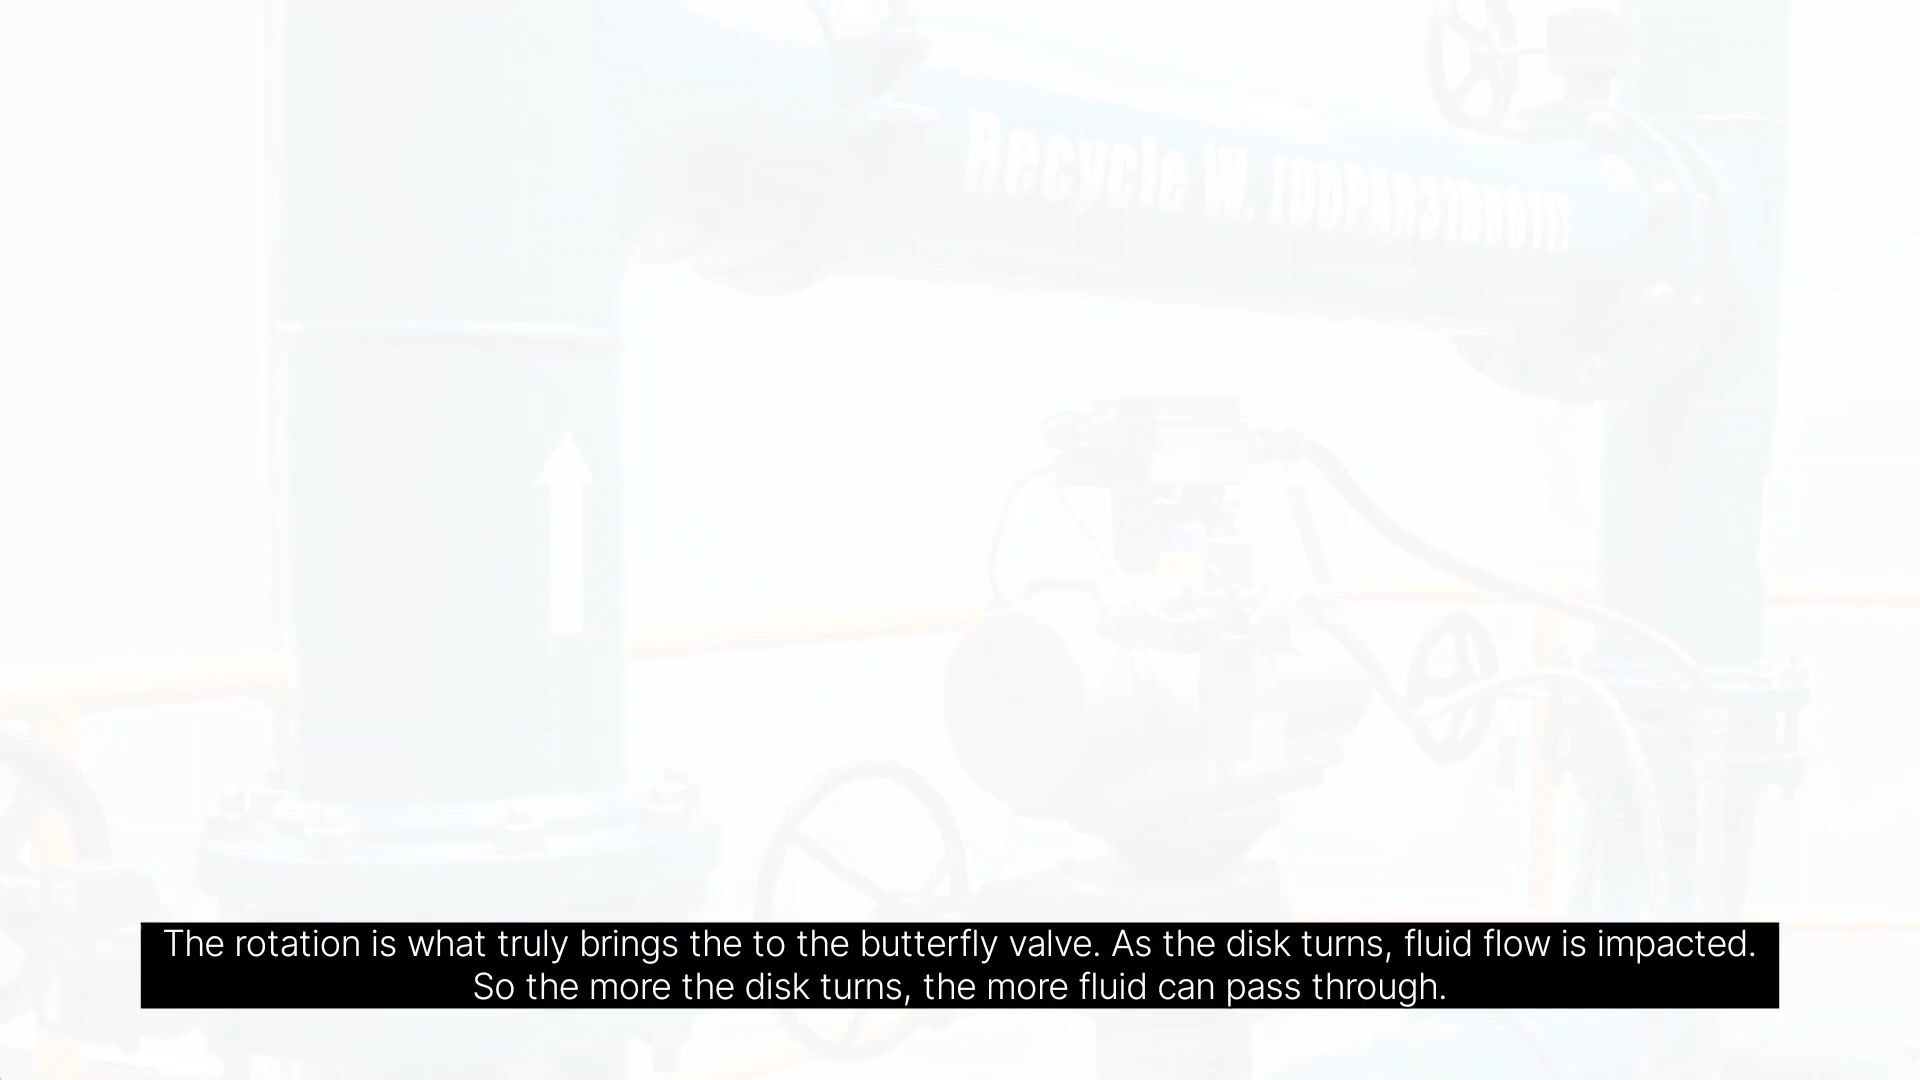 Recycle W.
The rotation is what truly brings the to the butterfly valve. As the disk turns, fluid flow is impacted.
So the more the disk turns, the more fluid can pass through.